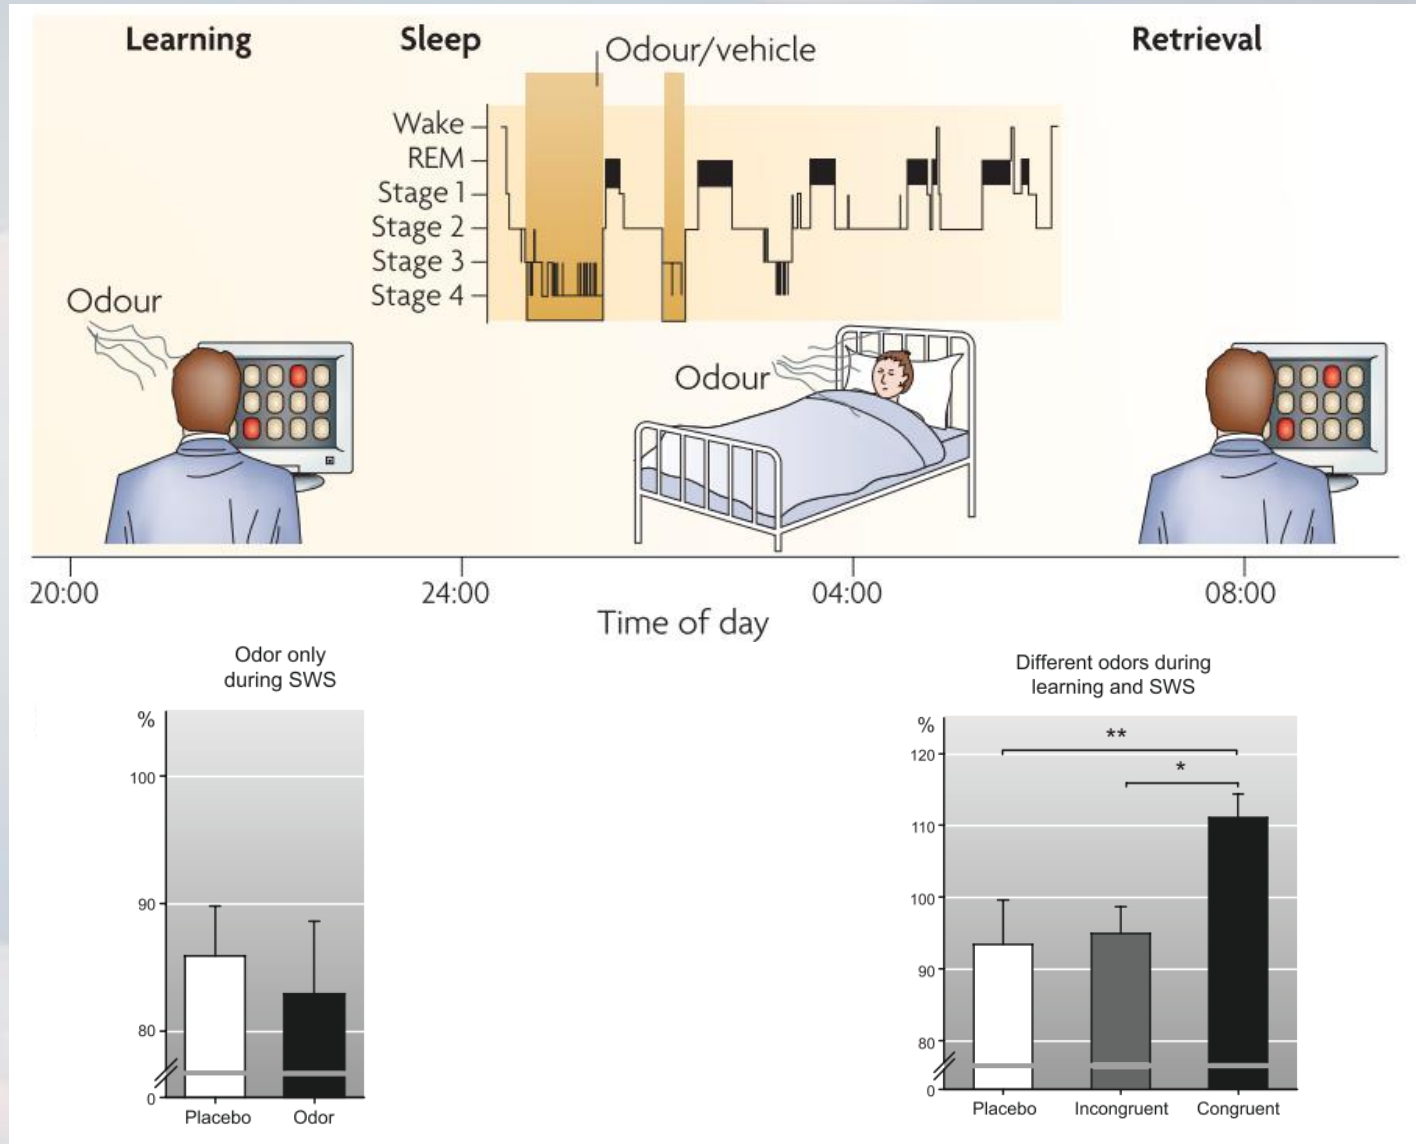 Learning
Sleep
Odour/vehicle
Retrieval
Wake
REM
Stage 1
Stage 2
Stage 3
Stage 4
Odour
Odour
20:00
24:00
04:00
08:00
Time of day
Odor only
during SWS
%
100
90
80
0
Placebo
Odor
Different odors during
learning and SWS
%
120
110
100
90
80
0
**
*
Placebo
Incongruent
Congruent